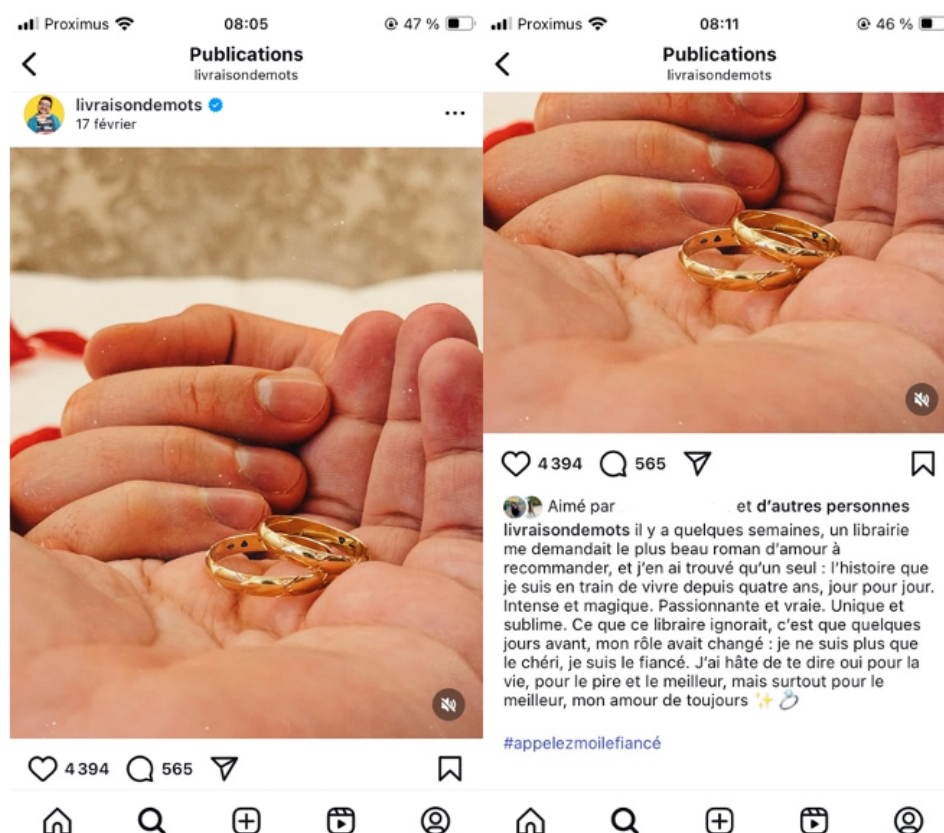 Proximus 08:05 47 %
Publications
livraisondemots
livraisondemots
17 février
4 394 565
Proximus 08:11 46 %
Publications
livraisondemots
4 394 565
Aimé par et d'autres personnes
livraisondemots il y a quelques semaines, un librairie
me demandait le plus beau roman d'amour à
recommander, et j'en ai trouvé qu'un seul : l'histoire que
je suis en train de vivre depuis quatre ans, jour pour jour.
Intense et magique. Passionnante et vraie. Unique et
sublime. Ce que ce libraire ignorait, c'est que quelques
jours avant, mon rôle avait changé : je ne suis plus que
le chéri, je suis le fiancé. J'ai hâte de te dire oui pour la
vie, pour le pire et le meilleur, mais surtout pour le
meilleur, mon amour de toujours ✨💍
#appelezmoilefiancé